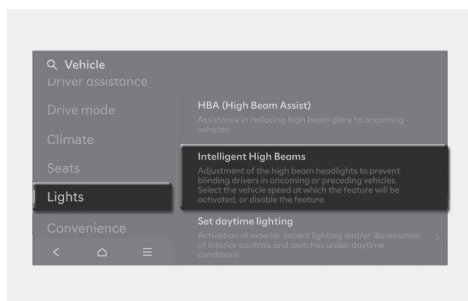 Vehicle
Driver assistance
Drive mode
Climate
Seats
Lights
Convenience
HBA (High Beam Assist)
Assistance in reducing high beam glare to oncoming
vehicles.
Intelligent High Beams
Adjustment of the high beam headlights to prevent
blinding drivers in oncoming or preceding vehicles.
Select the vehicle speed at which the feature will be
activated, or disable the feature.
Set daytime lighting
Activation of exterior accent lighting and/or illumination
of interior controls and switches under daytime
conditions